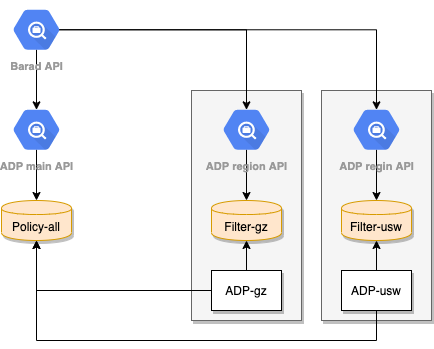 Barad API
ADP main API
ADP region API
ADP regin API
Policy-all
Filter-gz
Filter-usw
ADP-gz
ADP-usw